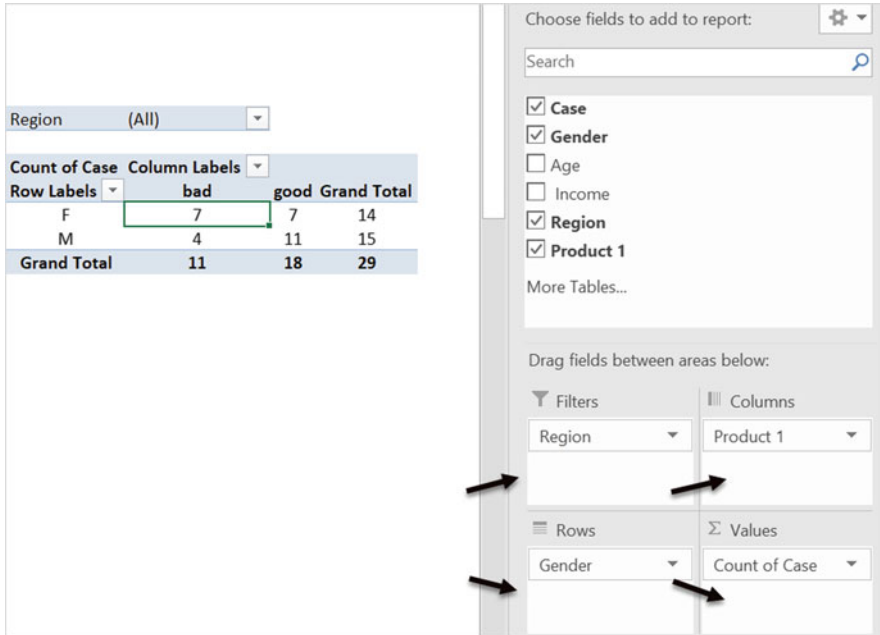 Region (All)
Count of Case Column Labels
Row Labels bad good Grand Total
F 7 7 14
M 4 11 15
Grand Total 11 18 29
Choose fields to add to report:
Search
Case
Gender
Age
Income
Region
Product 1
More Tables...
Drag fields between areas below:
Filters
Columns
Region
Product 1
Rows
Σ Values
Gender
Count of Case